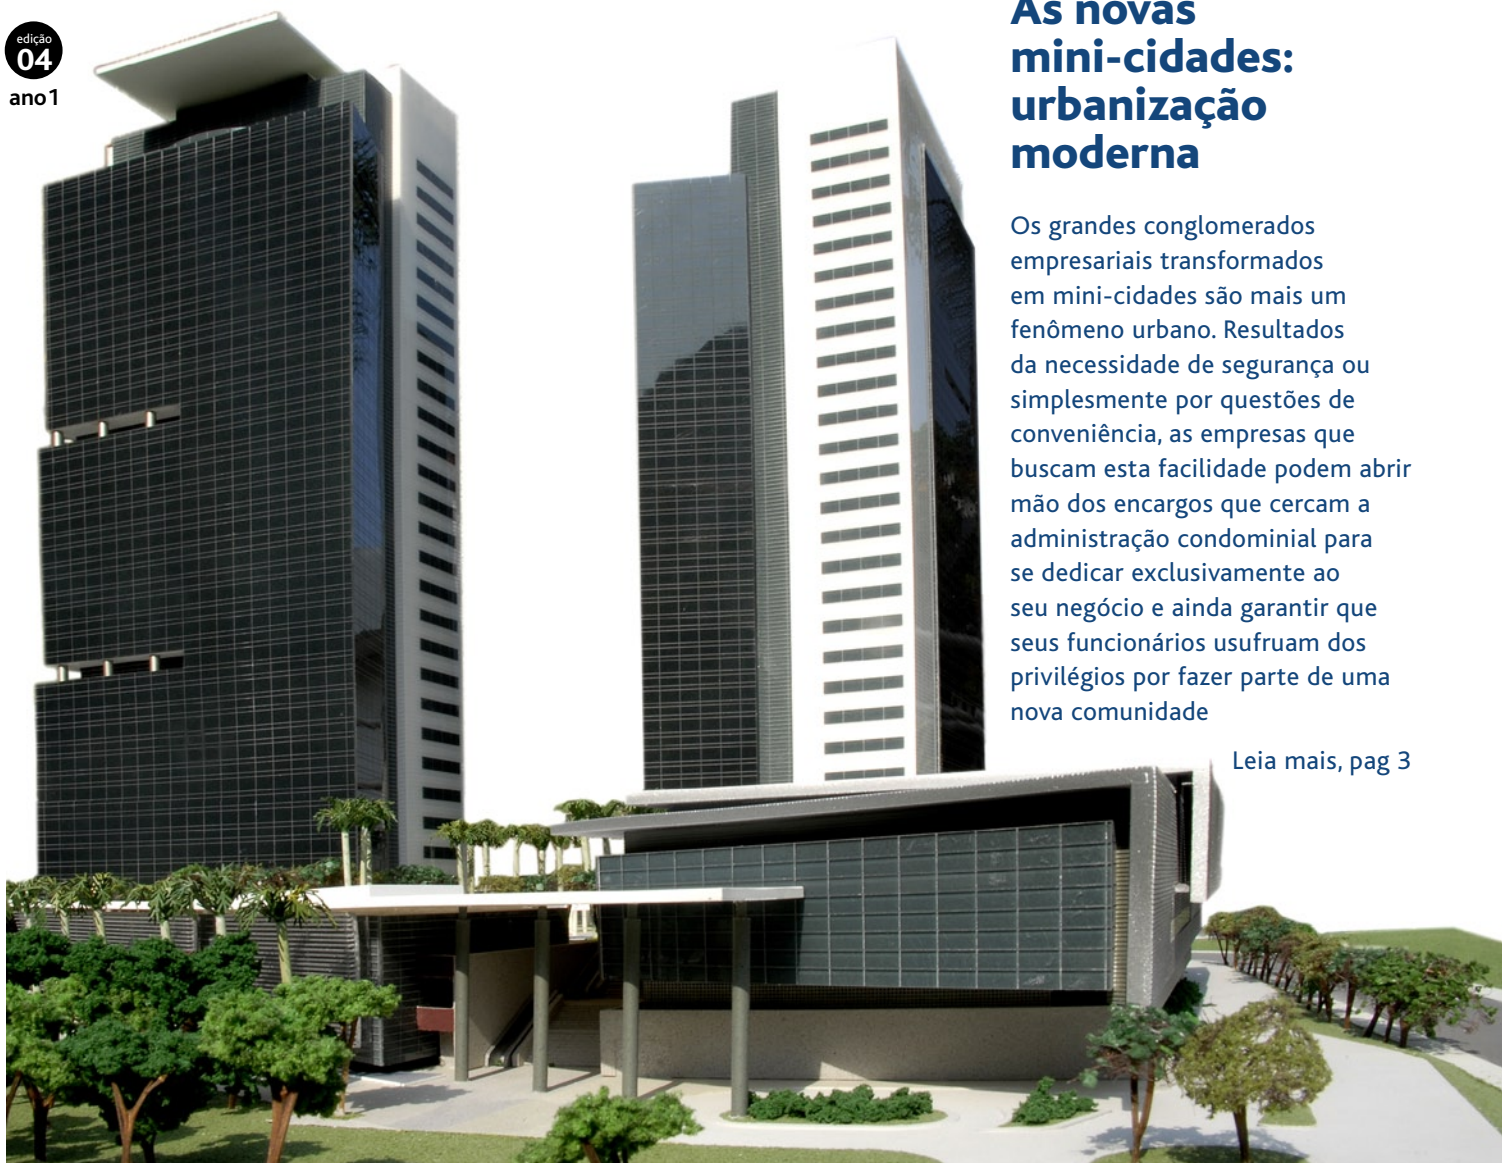 edição
04
ano1
As novas
mini-cidades:
urbanização
moderna
Os grandes conglomerados
empresariais transformados
em mini-cidades são mais um
fenômeno urbano. Resultados
da necessidade de segurança ou
simplesmente por questões de
conveniência, as empresas que
buscam esta facilidade podem abrir
mão dos encargos que cercam a
administração condominial para
se dedicar exclusivamente ao
seu negócio e ainda garantir que
seus funcionários usufruam dos
privilégios por fazer parte de uma
nova comunidade
Leia mais, pag 3